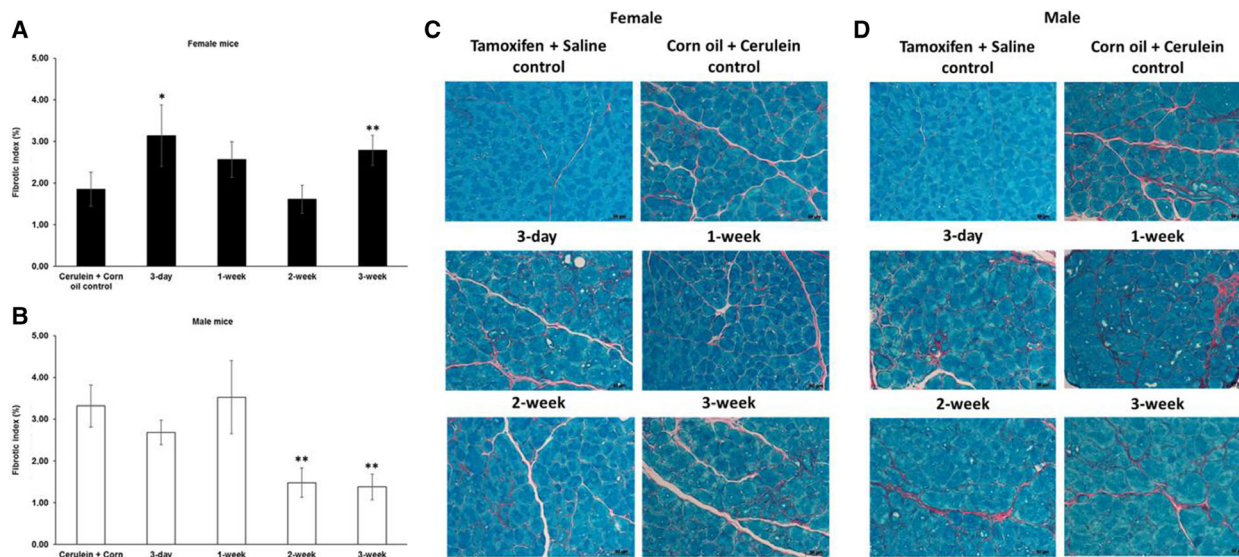 A
Female mice
5.00
4.00
3.00
2.00
1.00
0.00
Fibrotic index (%)
*
**
Cerulein + Corn
oil control
3-day
1-week
2-week
3-week
B
Male mice
5.00
4.00
3.00
2.00
1.00
0.00
Fibrotic index (%)
**
**
Cerulein + Corn
3-day
1-week
2-week
3-week
C
Female
Tamoxifen + Saline
control
Corn oil + Cerulein
control
3-day
1-week
2-week
3-week
D
Male
Tamoxifen + Saline
control
Corn oil + Cerulein
control
3-day
1-week
2-week
3-week